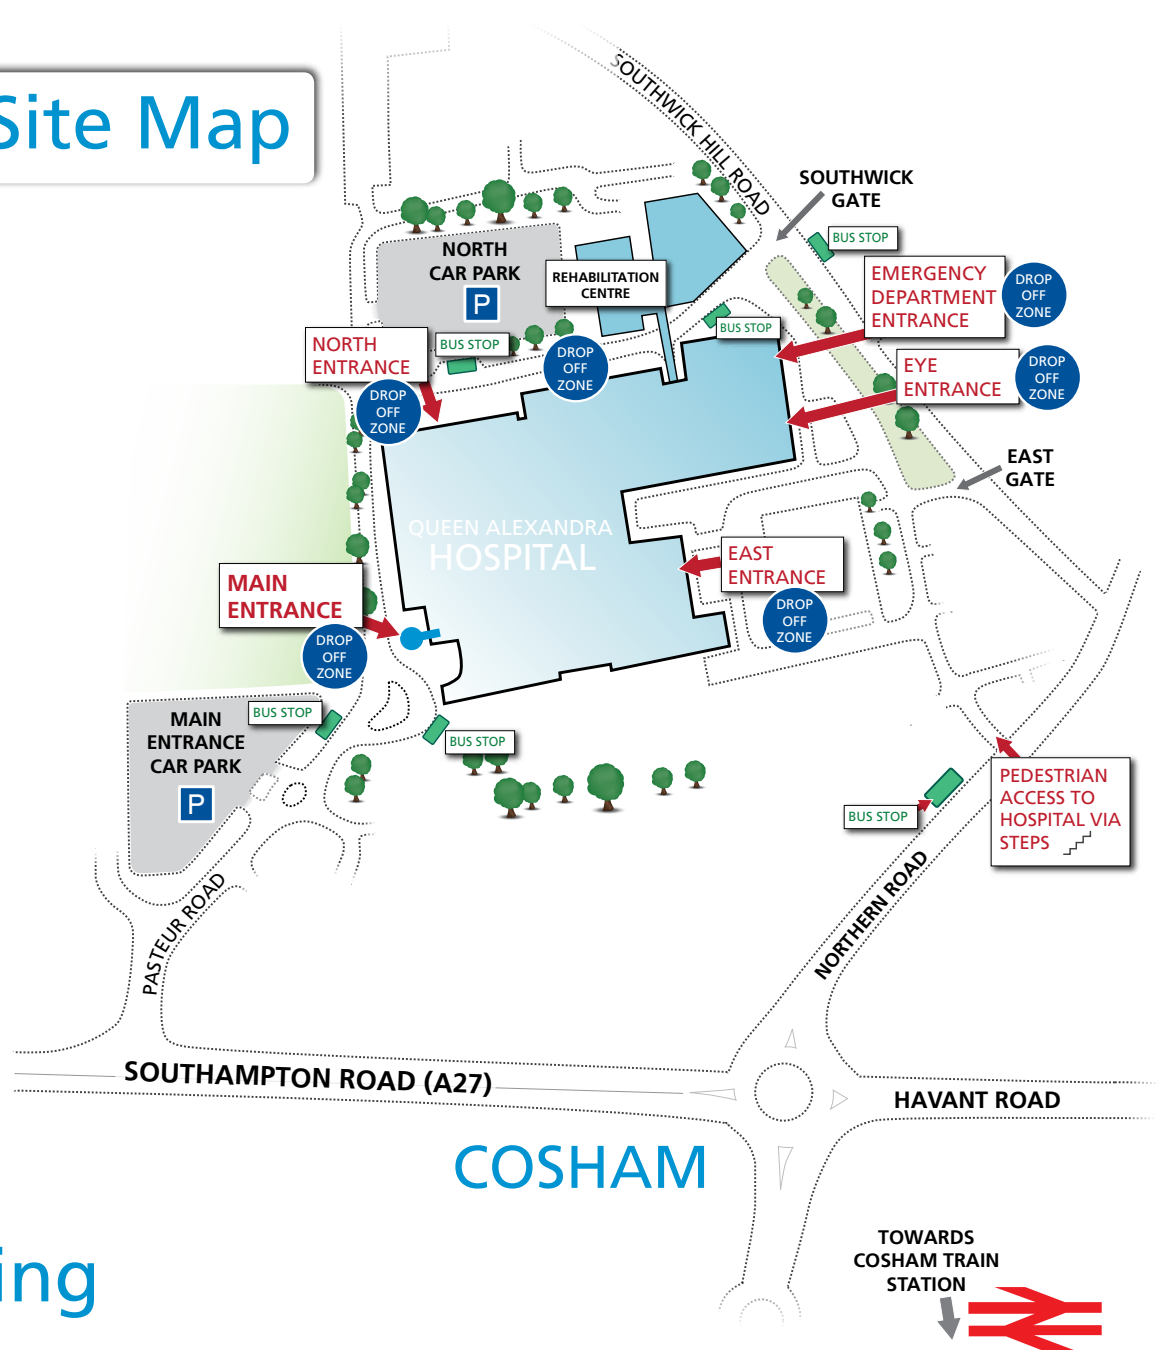 Site Map
SOUTHWICK HILL ROAD
SOUTHWICK
GATE
BUS STOP
NORTH
CAR PARK
P
REHABILITATION
CENTRE
EMERGENCY
DEPARTMENT
ENTRANCE
DROP
OFF
ZONE
BUS STOP
NORTH
ENTRANCE
BUS STOP
DROP
OFF
ZONE
EYE
ENTRANCE
DROP
OFF
ZONE
DROP
OFF
ZONE
EAST
GATE
QUEEN ALEXANDRA
HOSPITAL
EAST
ENTRANCE
DROP
OFF
ZONE
MAIN
ENTRANCE
DROP
OFF
ZONE
BUS STOP
MAIN
ENTRANCE
CAR PARK
P
BUS STOP
PEDESTRIAN
ACCESS TO
HOSPITAL VIA
STEPS
BUS STOP
PASTEUR ROAD
NORTHERN ROAD
SOUTHAMPTON ROAD (A27)
HAVANT ROAD
COSHAM
TOWARDS
COSHAM TRAIN
STATION
ing